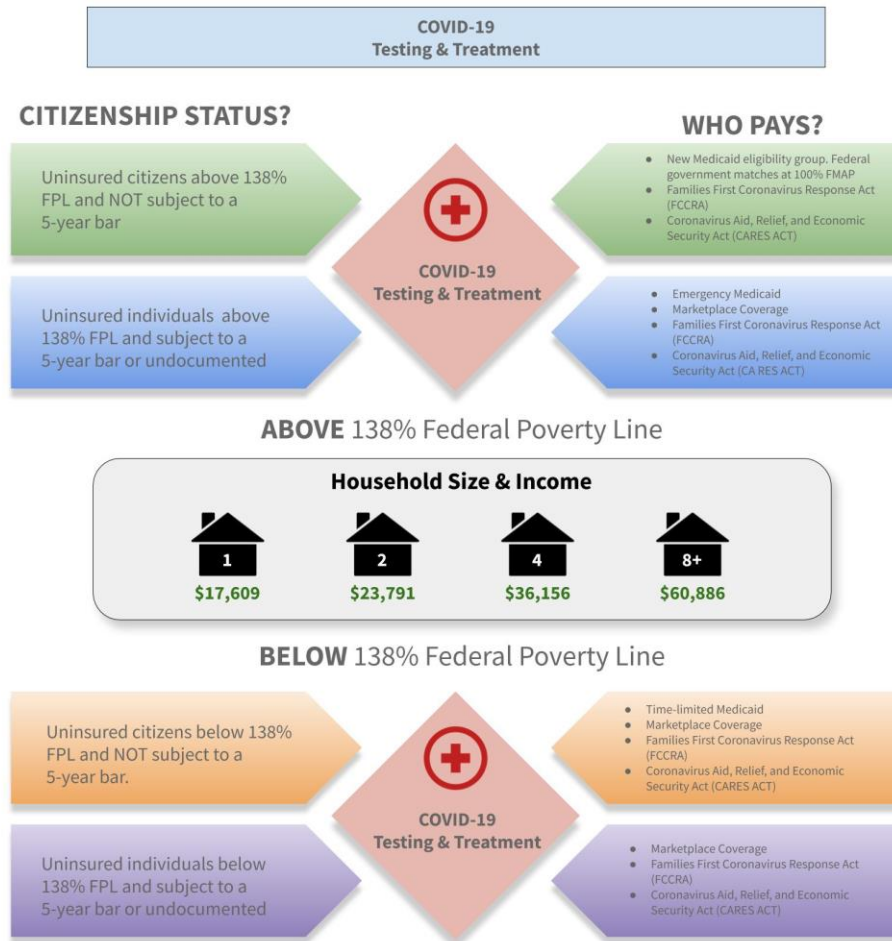 COVID-19
Testing & Treatment
CITIZENSHIP STATUS?
WHO PAYS?
Uninsured citizens above 138%
FPL and NOT subject to a
5-year bar
COVID-19
Testing & Treatment
● New Medicaid eligibility group. Federal
government matches at 100% FMAP
● Families First Coronavirus Response Act
(FCCRA)
● Coronavirus Aid, Relief, and Economic
Security Act (CARES ACT)
Uninsured individuals above
138% FPL and subject to a
5-year bar or undocumented
● Emergency Medicaid
● Marketplace Coverage
● Families First Coronavirus Response Act
(FCCRA)
● Coronavirus Aid, Relief, and Economic
Security Act (CA RES ACT)
ABOVE 138% Federal Poverty Line
Household Size & Income
1 2 4 8+
$17,609 $23,791 $36,156 $60,886
BELOW 138% Federal Poverty Line
Uninsured citizens below 138%
FPL and NOT subject to a
5-year bar.
COVID-19
Testing & Treatment
● Time-limited Medicaid
● Marketplace Coverage
● Families First Coronavirus Response Act
(FCCRA)
● Coronavirus Aid, Relief, and Economic
Security Act (CARES ACT)
Uninsured individuals below
138% FPL and subject to a
5-year bar or undocumented
● Marketplace Coverage
● Families First Coronavirus Response Act
(FCCRA)
● Coronavirus Aid, Relief, and Economic
Security Act (CARES ACT)